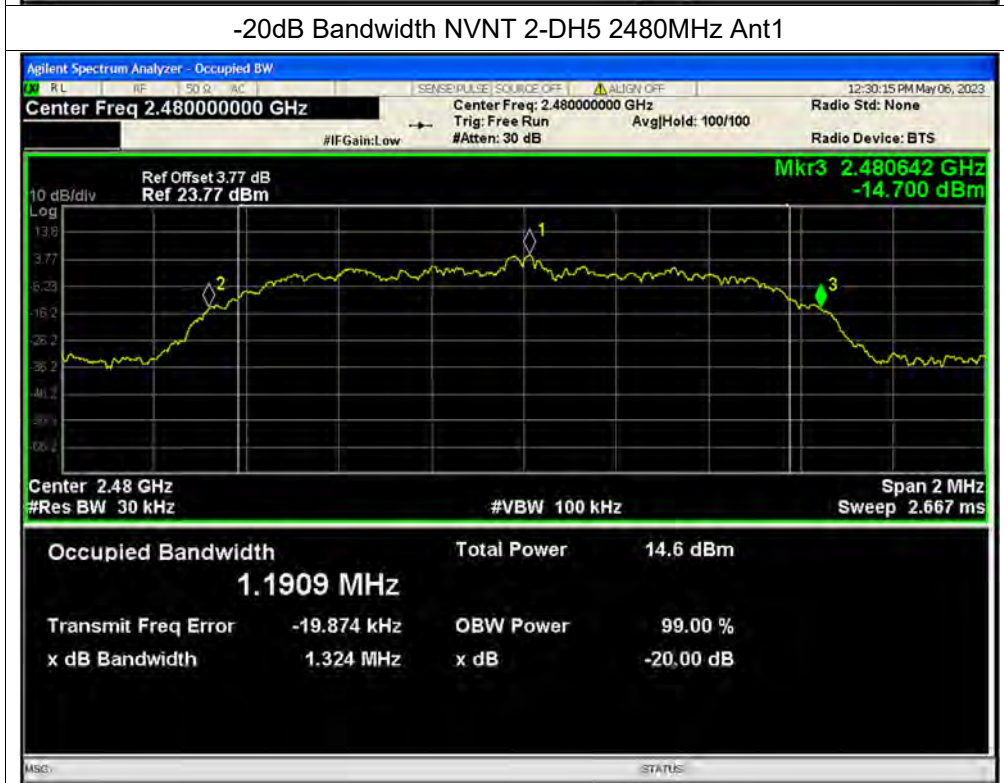 -20dB Bandwidth NVNT 2-DH5 2480MHz Ant1
Agilent Spectrum Analyzer - Occupied BW
RL RF 50 Ω AC SENSE:PULSE SOURCE OFF ALIGN OFF 12:30:15 PM May 06, 2023
Center Freq 2.480000000 GHz Center Freq: 2.480000000 GHz Radio Std: None
Trig: Free Run Avg|Hold: 100/100
#IFGain:Low #Atten: 30 dB Radio Device: BTS
Mkr3 2.480642 GHz
-14.700 dBm
Ref Offset 3.77 dB
10 dB/div Ref 23.77 dBm
Log
13.8
3.77
-6.23
-16.2
-26.2
-36.2
-46.2
1
2
3
Center 2.48 GHz Span 2 MHz
#Res BW 30 kHz #VBW 100 kHz Sweep 2.667 ms
Occupied Bandwidth Total Power 14.6 dBm
1.1909 MHz
Transmit Freq Error -19.874 kHz OBW Power 99.00 %
x dB Bandwidth 1.324 MHz x dB -20.00 dB
MSG STATUS